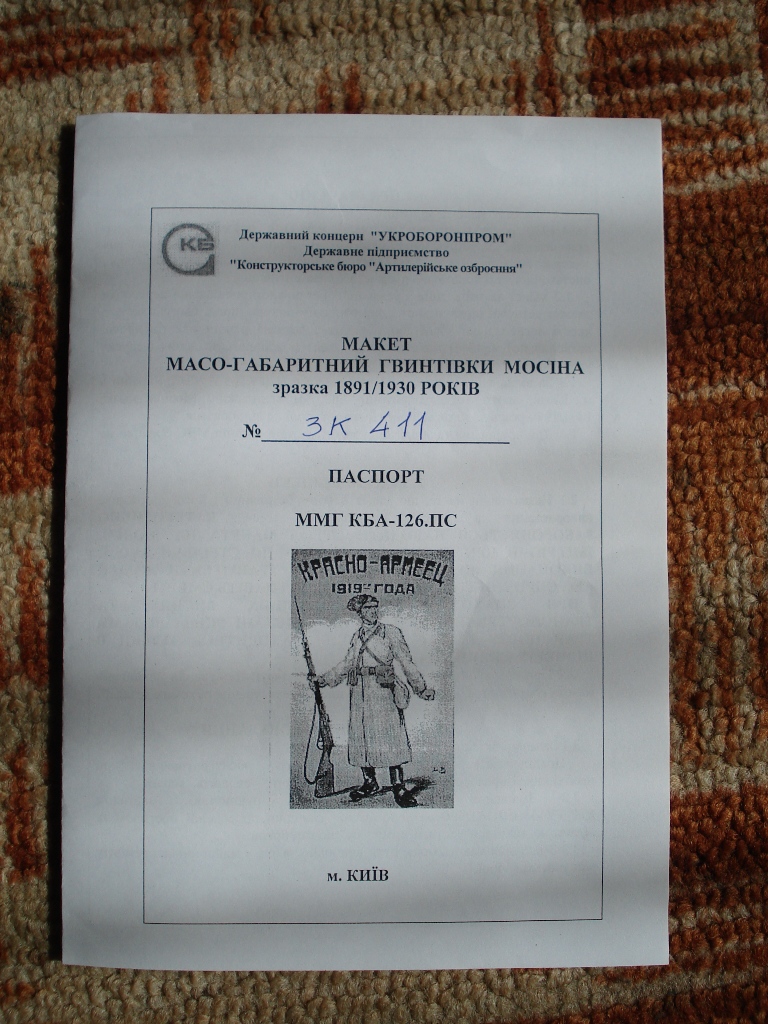 КБ
Державний концерн "УКРОБОРОНПРОМ"
Державне підприємство
"Конструкторське бюро "Артилерійське озброєння"
МАКЕТ
МАСО-ГАБАРИТНИЙ ГВИНТІВКИ МОСІНА
зразка 1891/1930 РОКІВ
№ ЗК 411
ПАСПОРТ
ММГ КБА-126.ПС
КРАСНО-АРМЕЕЦ
1919го ГОДА
м. КИЇВ